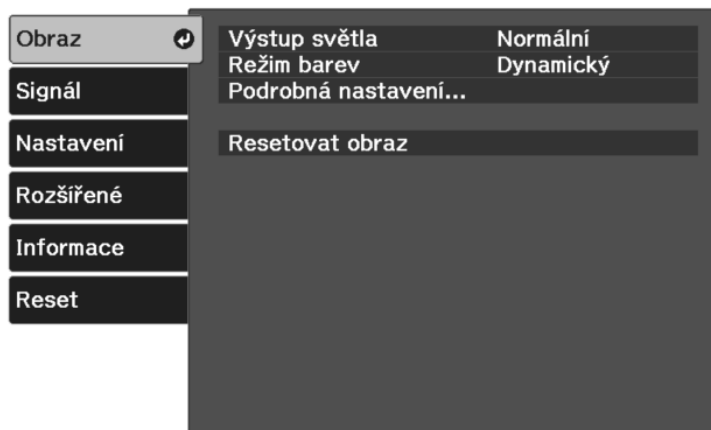 Obraz
Signál
Nastavení
Rozšířené
Informace
Reset
Výstup světla Normální
Režim barev Dynamický
Podrobná nastavení...
Resetovat obraz